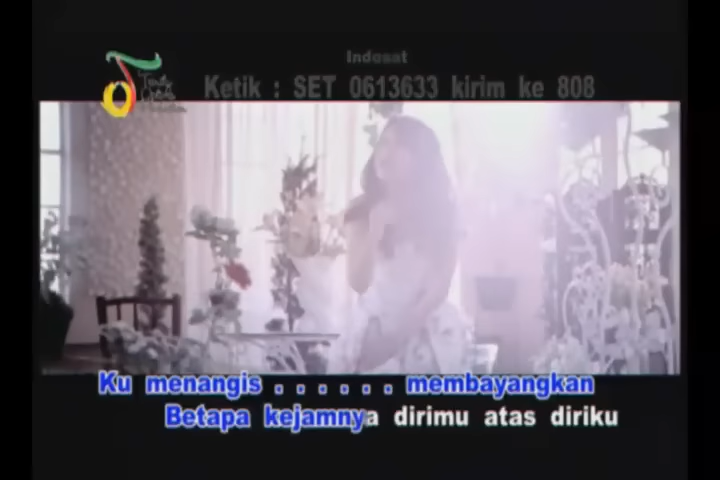 Indosat
Ketik : SET 0613633 kirim ke 808
Ku menangis . . . . . . membayangkan
Betapa kejamnya dirimu atas diriku